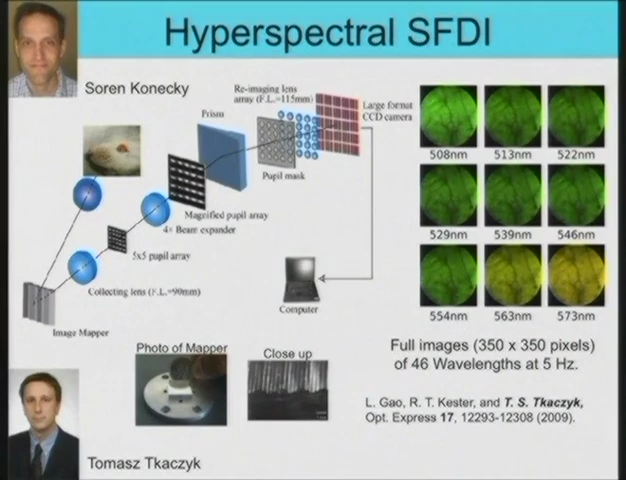 Hyperspectral SFDI
Soren Konecky
Re-imaging lens
array (F.L.=115mm)
Large format
CCD camera
Prism
Pupil mask
Magnified pupil array
4× Beam expander
5x5 pupil array
Collecting lens (F.L.=90mm)
Image Mapper
Computer
508nm 513nm 522nm
529nm 539nm 546nm
554nm 563nm 573nm
Photo of Mapper
Close up
Full images (350 x 350 pixels)
of 46 Wavelengths at 5 Hz.
L. Gao, R. T. Kester, and T. S. Tkaczyk,
Opt. Express 17, 12293-12308 (2009).
Tomasz Tkaczyk